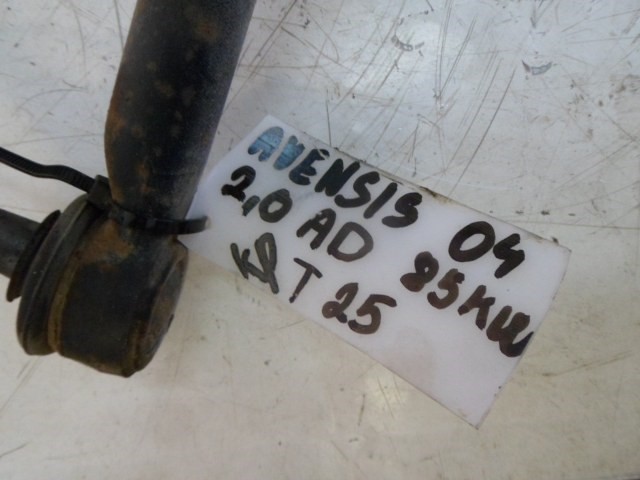 AVENSIS 04
2,0 AD 85KW
KP T 25